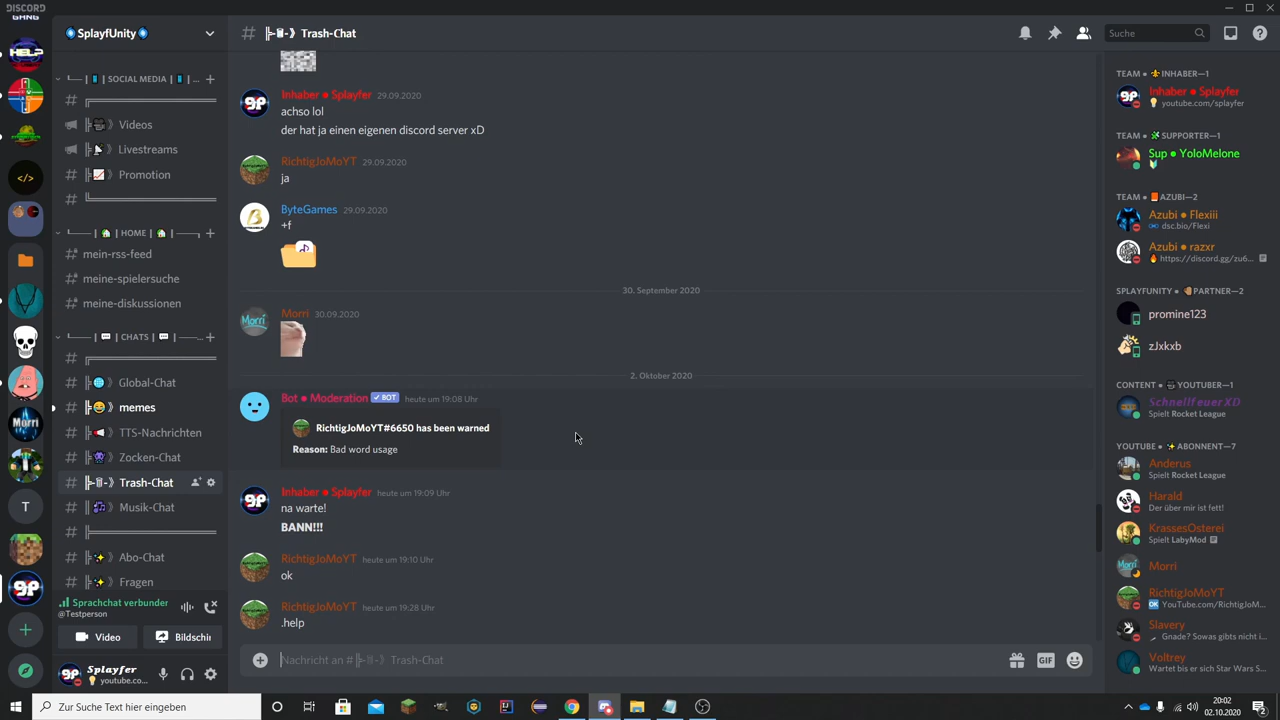 DISCORD
GANG
HELP
SplayfUnity
Trash-Chat
Suche
SOCIAL MEDIA
Videos
Livestreams
Promotion
HOME
mein-rss-feed
meine-spielersuche
meine-diskussionen
CHATS
Global-Chat
memes
TTS-Nachrichten
Zocken-Chat
Trash-Chat
Musik-Chat
Abo-Chat
Fragen
Morri
T
Sprachchat verbunden
@Testperson
Video
Bildschir
Splayfer
youtube.co...
Inhaber • Splayfer 29.09.2020
achso lol
der hat ja einen eigenen discord server xD
RichtigJoMoYT 29.09.2020
ja
ByteGames 29.09.2020
+f
30. September 2020
Morri 30.09.2020
2. Oktober 2020
Bot • Moderation ✓ BOT heute um 19:08 Uhr
RichtigJoMoYT#6650 has been warned
Reason: Bad word usage
Inhaber • Splayfer heute um 19:09 Uhr
na warte!
BANN!!!
RichtigJoMoYT heute um 19:10 Uhr
ok
RichtigJoMoYT heute um 19:28 Uhr
.help
Nachricht an # Trash-Chat
GIF
TEAM • INHABER—1
Inhaber • Splayfer
youtube.com/splayfer
TEAM • SUPPORTER—1
Sup • YoloMelone
TEAM • AZUBI—2
Azubi • Flexiii
dsc.bio/Flexi
Azubi • razxr
https://discord.gg/zu6...
SPLAYFUNITY • PARTNER—2
promine123
zJxkxb
CONTENT • YOUTUBER—1
Schnellfeuer XD
Spielt Rocket League
YOUTUBE • ABONNENT—7
Anderus
Spielt Rocket League
Harald
Der über mir ist fett!
KrassesOsterei
Spielt LabyMod
Morri
RichtigJoMoYT
OK YouTube.com/RichtigJoM...
Slavery
Gnade? Sowas gibts nicht i...
Voltrey
Wartet bis er sich Star Wars S...
Zur Suche Text hier eingeben
20:02
02.10.2020